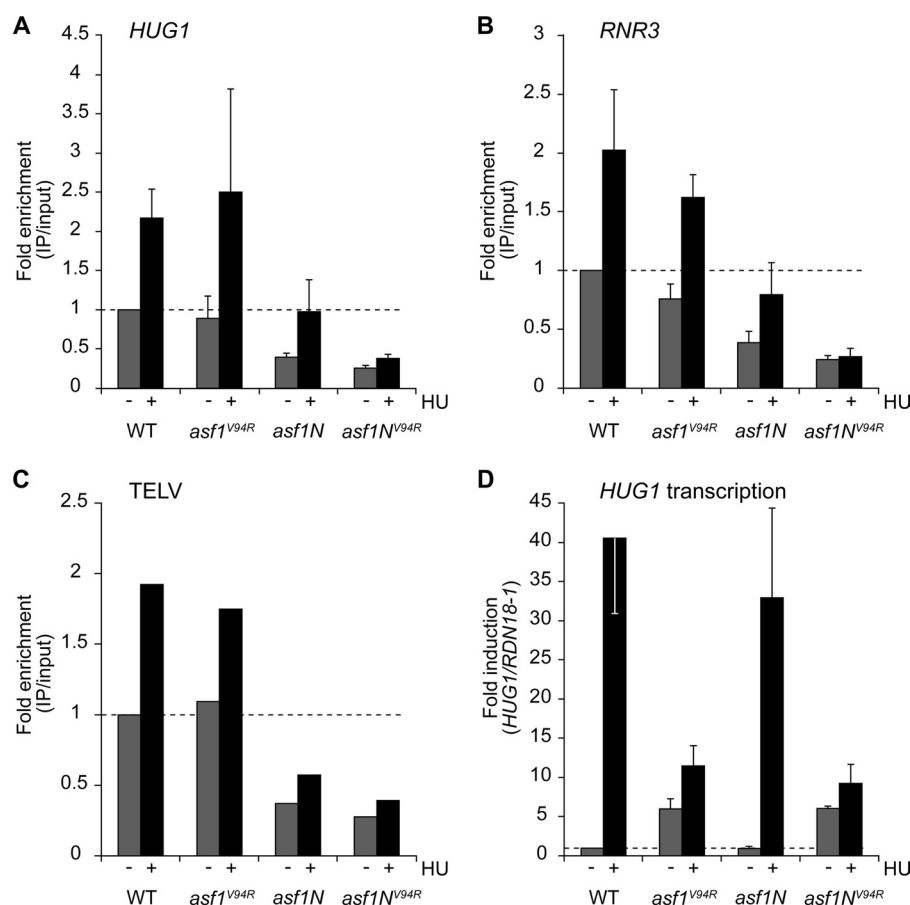 A HUG1
4.5
4
3.5
3
2.5
2
1.5
1
0.5
0
Fold enrichment
(IP/input)
- + - + - + - + HU
WT asf1V94R asf1N asf1NV94R
B RNR3
3
2.5
2
1.5
1
0.5
0
Fold enrichment
(IP/input)
- + - + - + - + HU
WT asf1V94R asf1N asf1NV94R
C TELV
2.5
2
1.5
1
0.5
0
Fold enrichment
(IP/input)
- + - + - + - + HU
WT asf1V94R asf1N asf1NV94R
D HUG1 transcription
45
40
35
30
25
20
15
10
5
0
Fold induction
(HUG1/RDN18-1)
- + - + - + - + HU
WT asf1V94R asf1N asf1NV94R